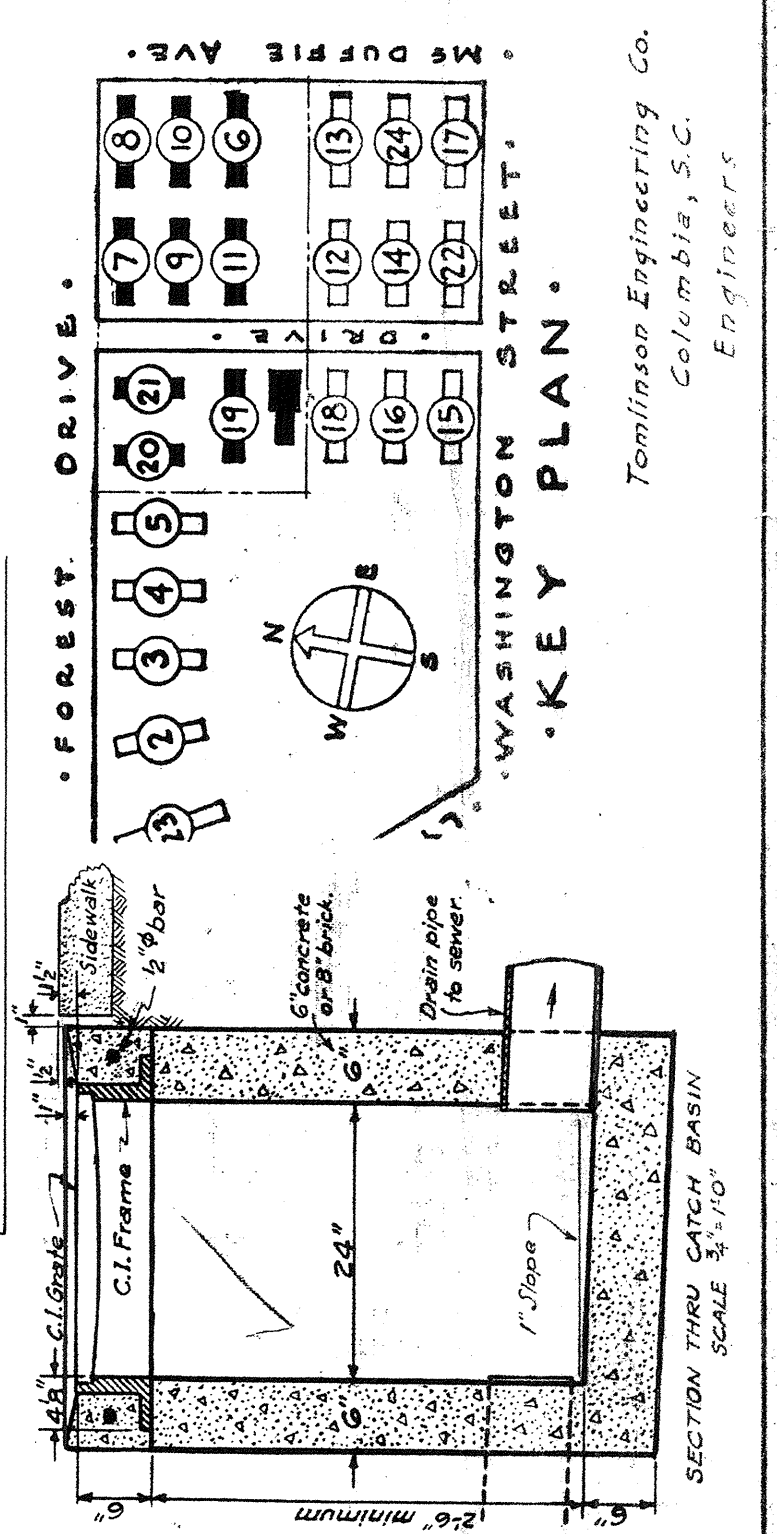 · FOREST. DRIVE. ·
· Mc DUFFIE AVE. ·
8
10
6
7
9
11
13
24
17
12
14
22
· DRIVE ·
21
20
19
18
16
15
5
4
3
2
23
N
E
S
W
· WASHINGTON STREET. ·
· KEY PLAN ·
Tomlinson Engineering Co.
Columbia, S.C.
Engineers
4⅛"
C.I. Grate
1"
½"
1"
1½"
Sidewalk
½"φ bar
C.I. Frame
6" concrete
or 8" brick.
Drain pipe
to sewer.
6"
24"
6"
1" Slope
6"
2'-6" minimum
6"
SECTION THRU CATCH BASIN
SCALE ¾"=1'0"